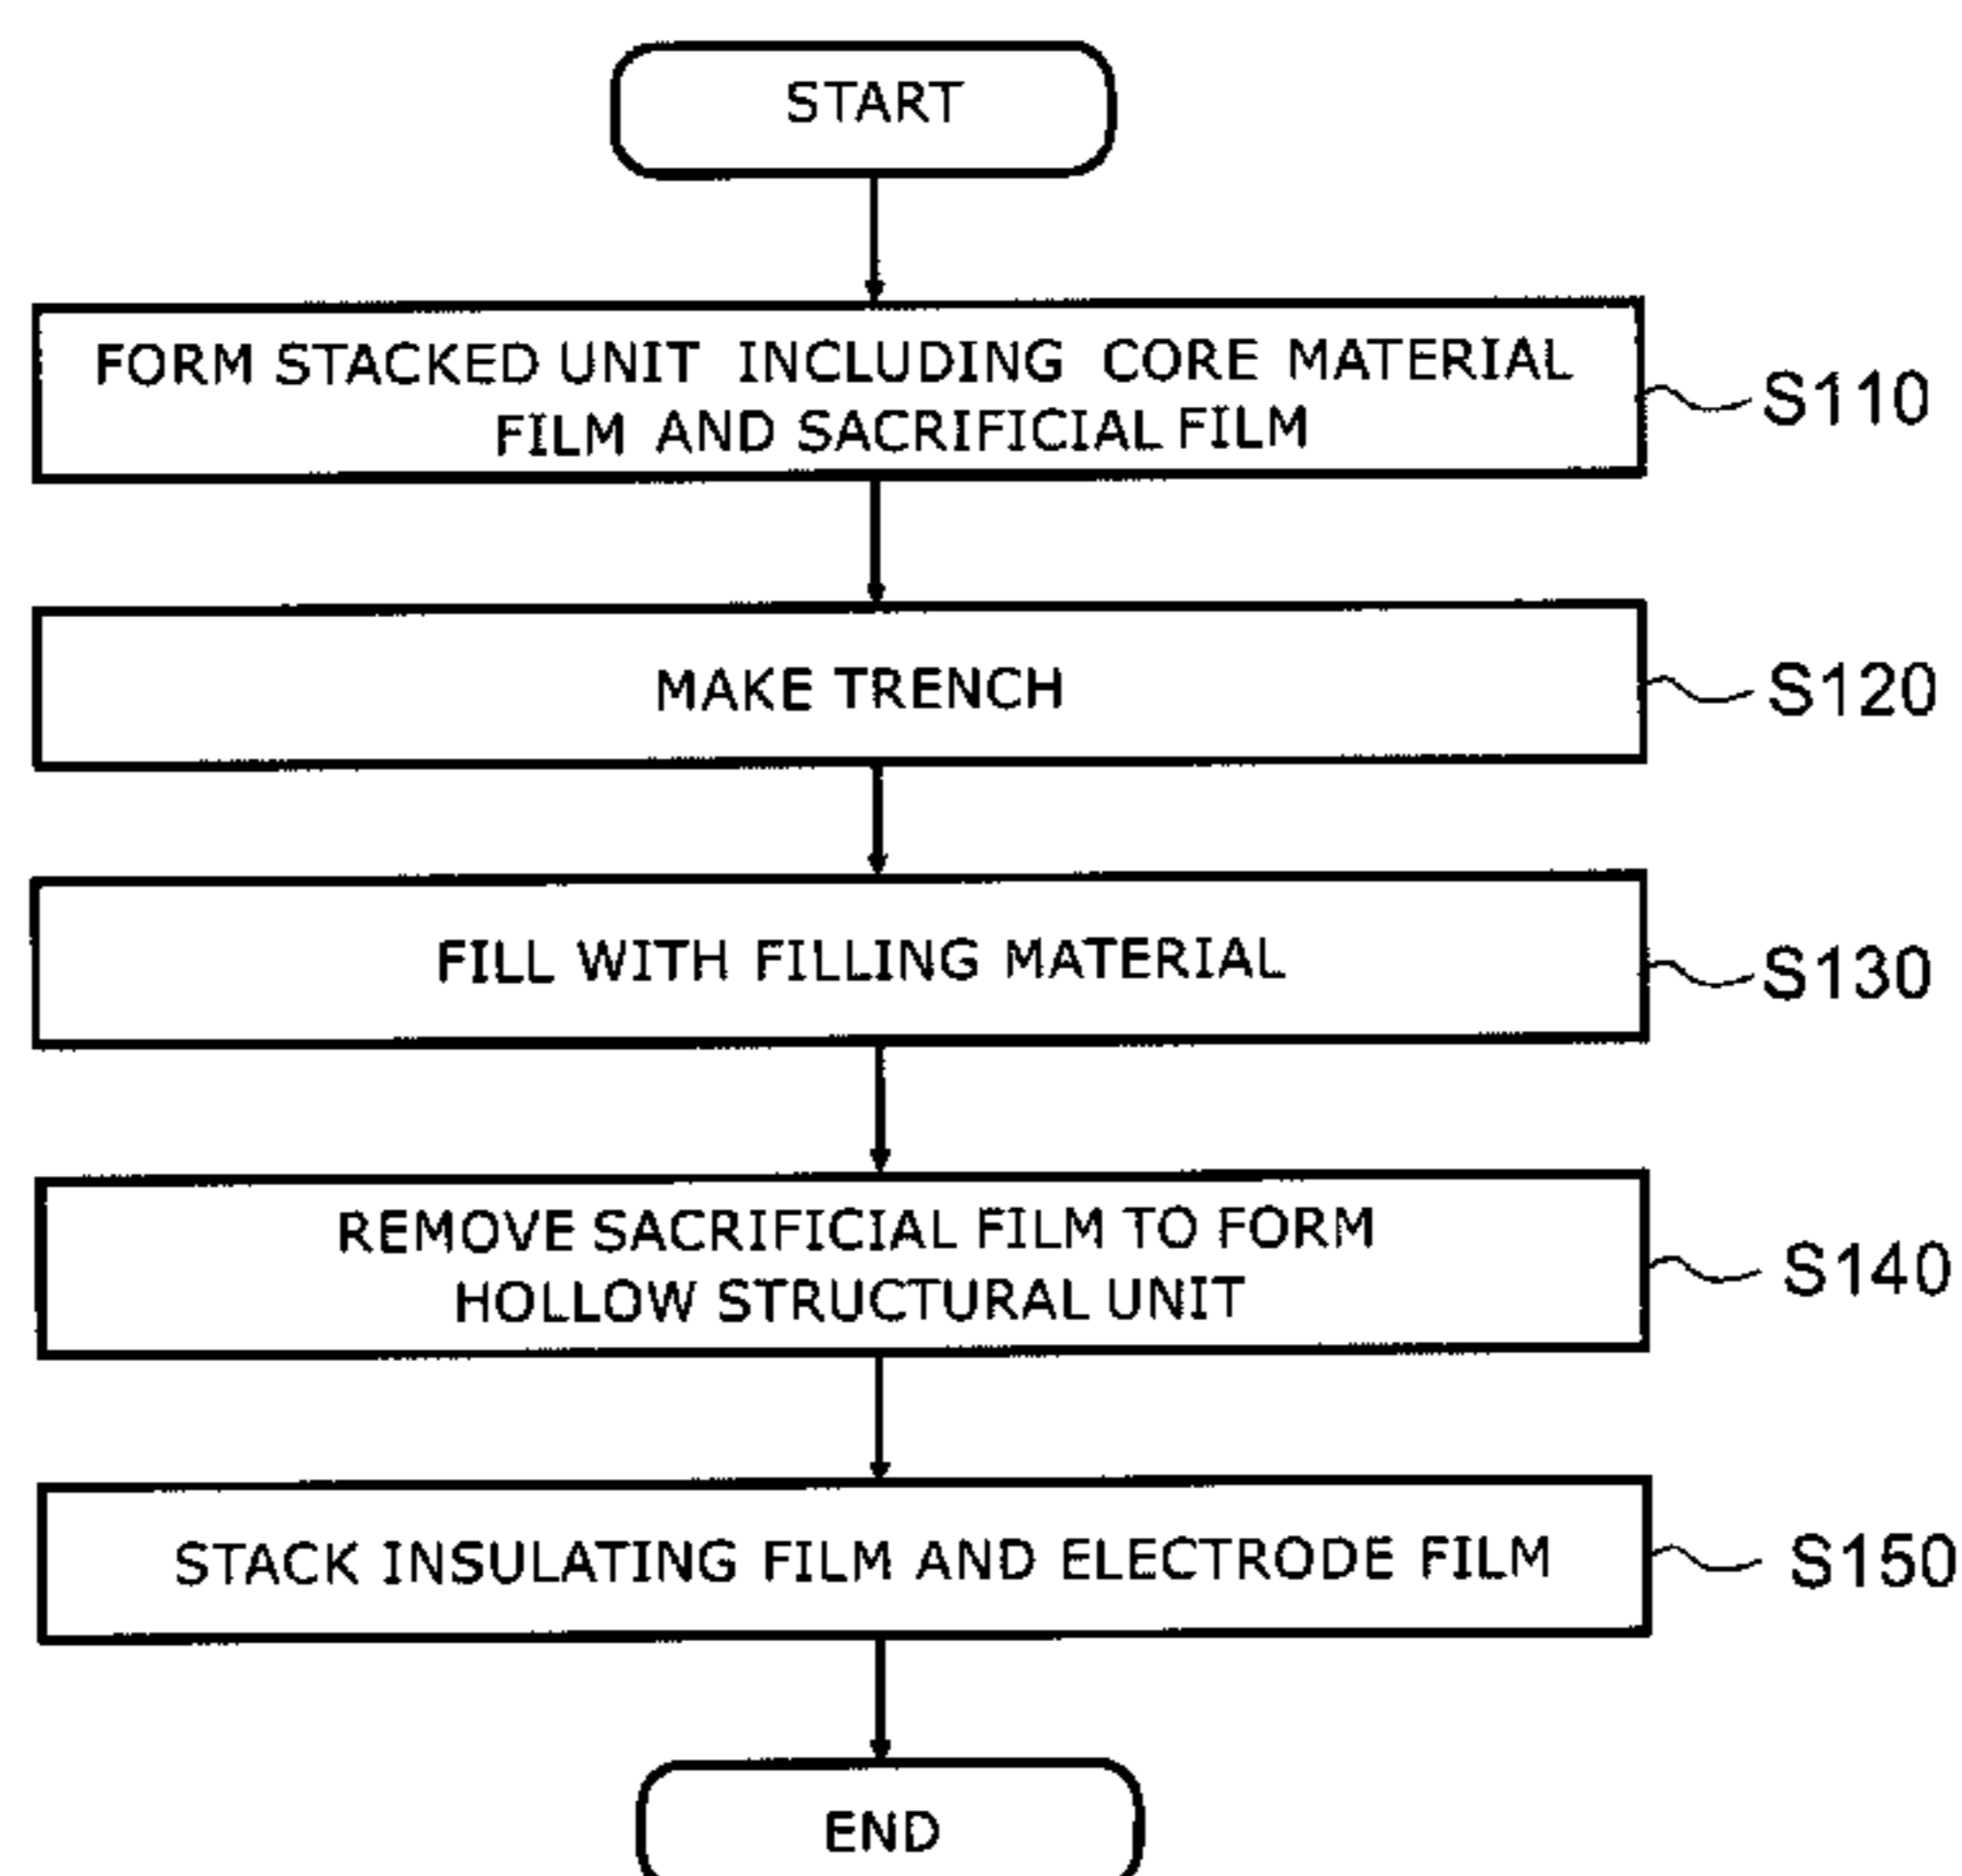 START
FORM STACKED UNIT INCLUDING CORE MATERIAL
FILM AND SACRIFICIAL FILM
S110
MAKE TRENCH
S120
FILL WITH FILLING MATERIAL
S130
REMOVE SACRIFICIAL FILM TO FORM
HOLLOW STRUCTURAL UNIT
S140
STACK INSULATING FILM AND ELECTRODE FILM
S150
END